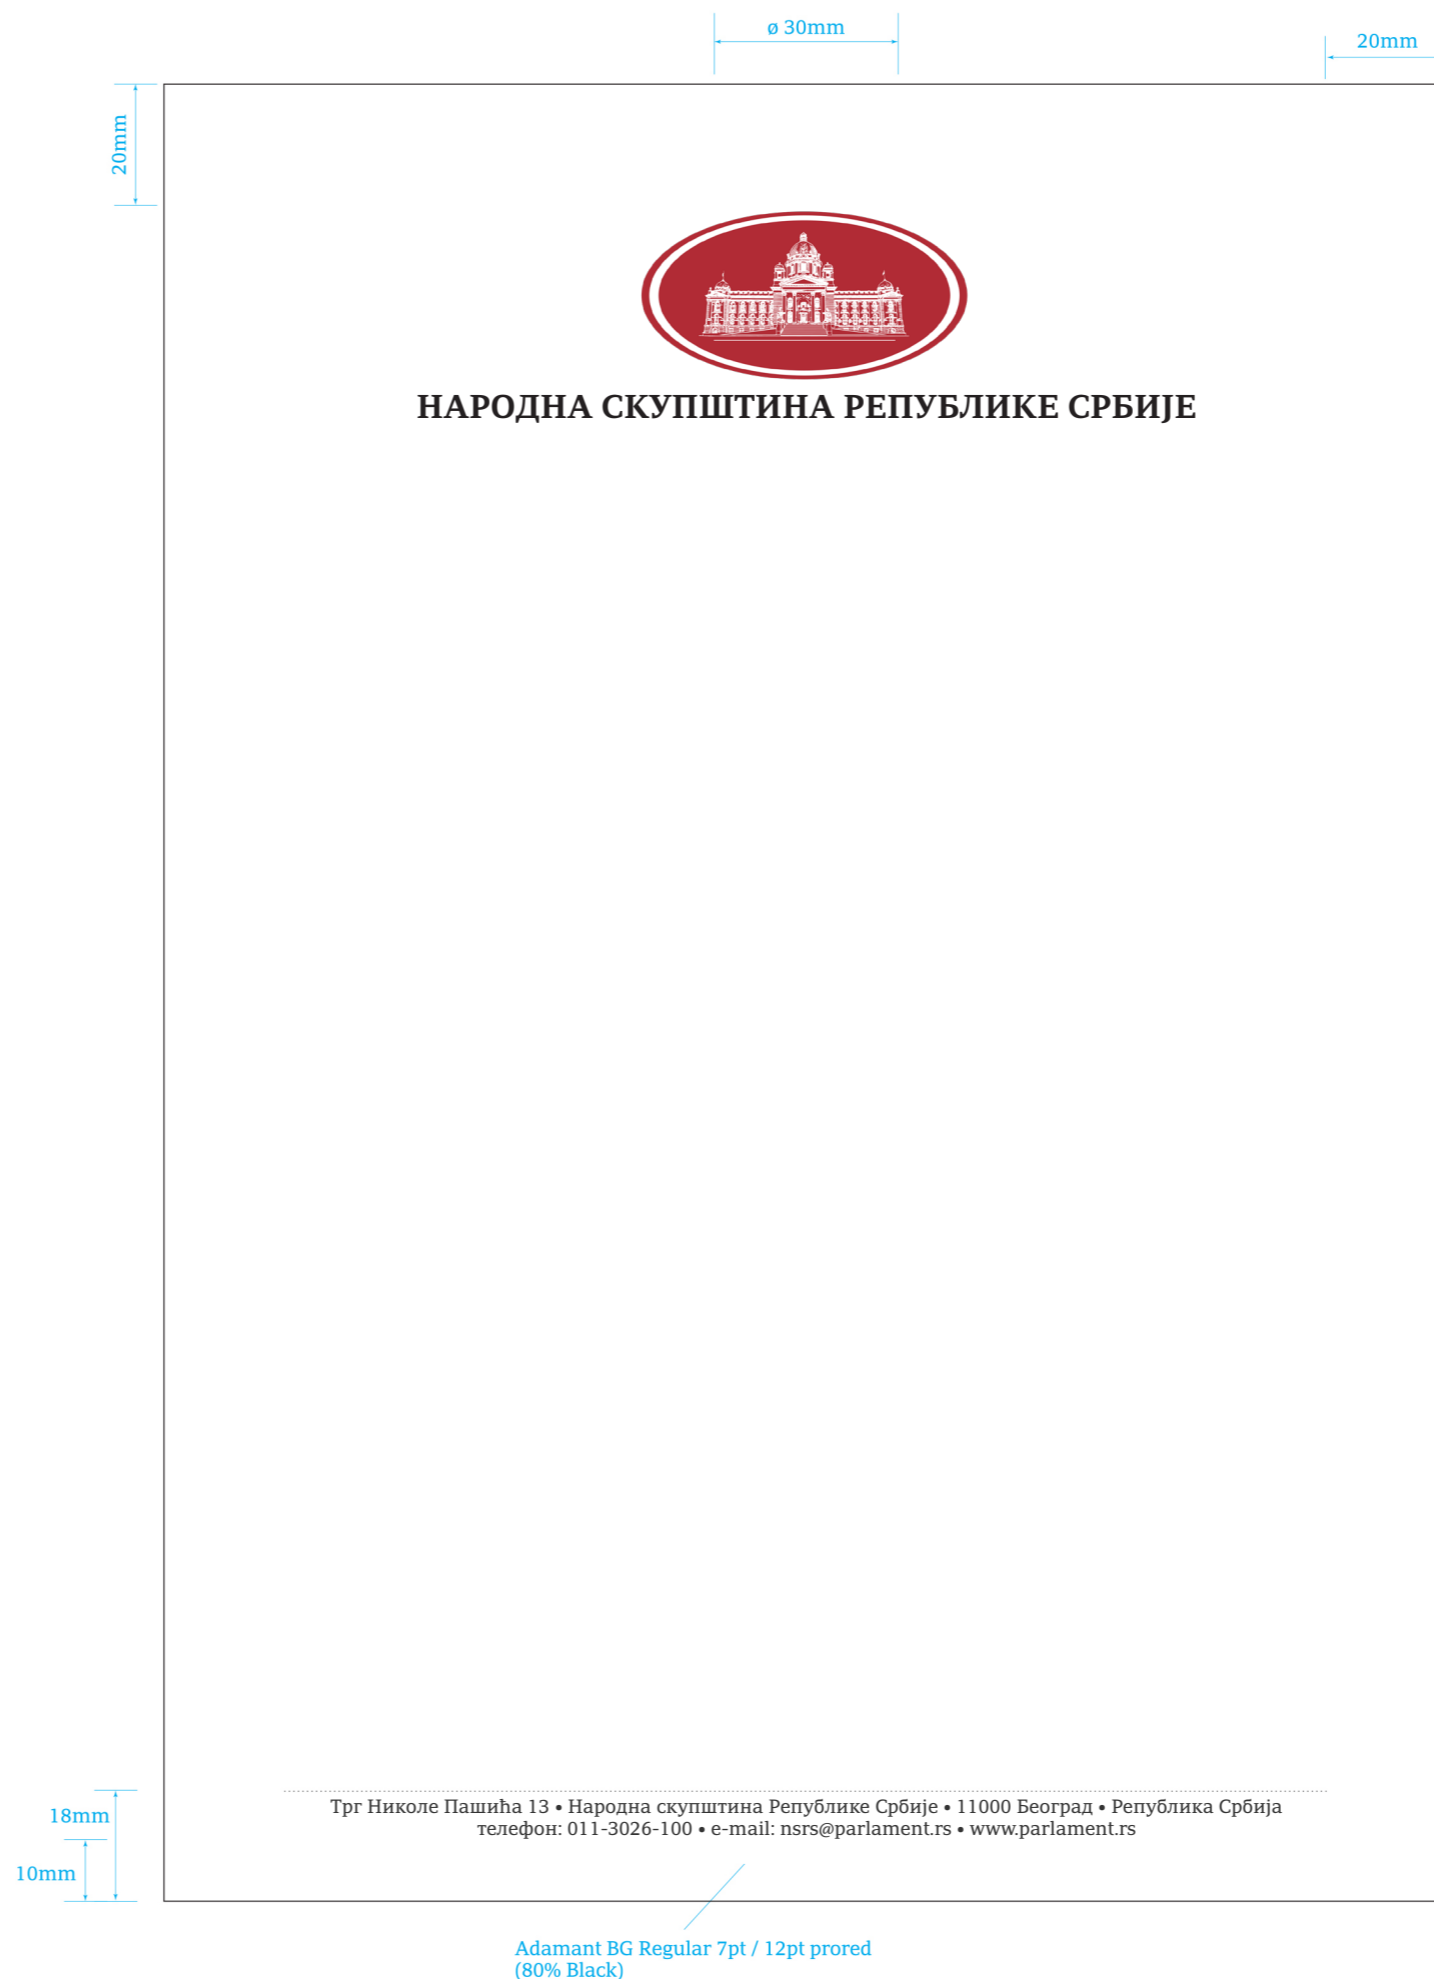 ø 30mm
20mm
20mm
НАРОДНА СКУПШТИНА РЕПУБЛИКЕ СРБИЈЕ
Трг Николе Пашића 13 • Народна скупштина Републике Србије • 11000 Београд • Република Србија
телефон: 011-3026-100 • e-mail: nsrs@parlament.rs • www.parlament.rs
18mm
10mm
Adamant BG Regular 7pt / 12pt prored
(80% Black)